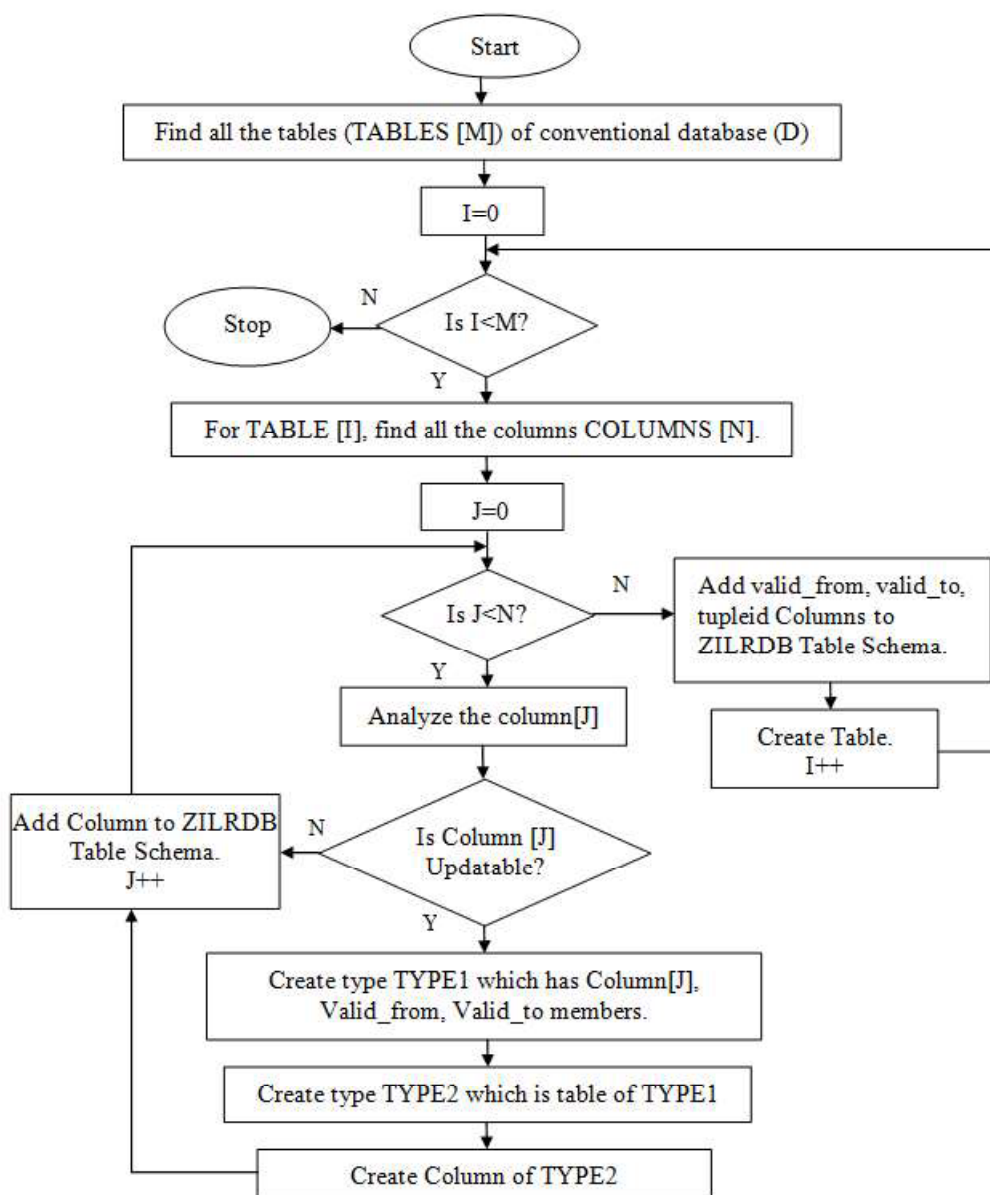 Start
Find all the tables (TABLES [M]) of conventional database (D)
I=0
N
Is I<M?
Stop
Y
For TABLE [I], find all the columns COLUMNS [N].
J=0
N
Is J<N?
Add valid_from, valid_to,
tupleid Columns to
ZILRDB Table Schema.
Y
Analyze the column[J]
Create Table.
I++
N
Is Column [J]
Updatable?
Add Column to ZILRDB
Table Schema.
J++
Y
Create type TYPE1 which has Column[J],
Valid_from, Valid_to members.
Create type TYPE2 which is table of TYPE1
Create Column of TYPE2